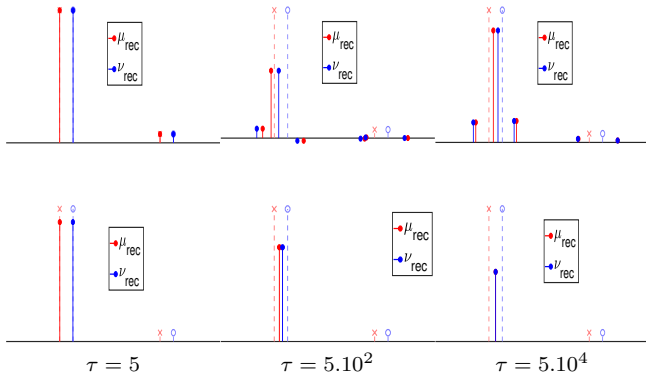 μrec
νrec
μrec
νrec
μrec
νrec
μrec
νrec
μrec
νrec
μrec
νrec
τ = 5
τ = 5.10²
τ = 5.10⁴